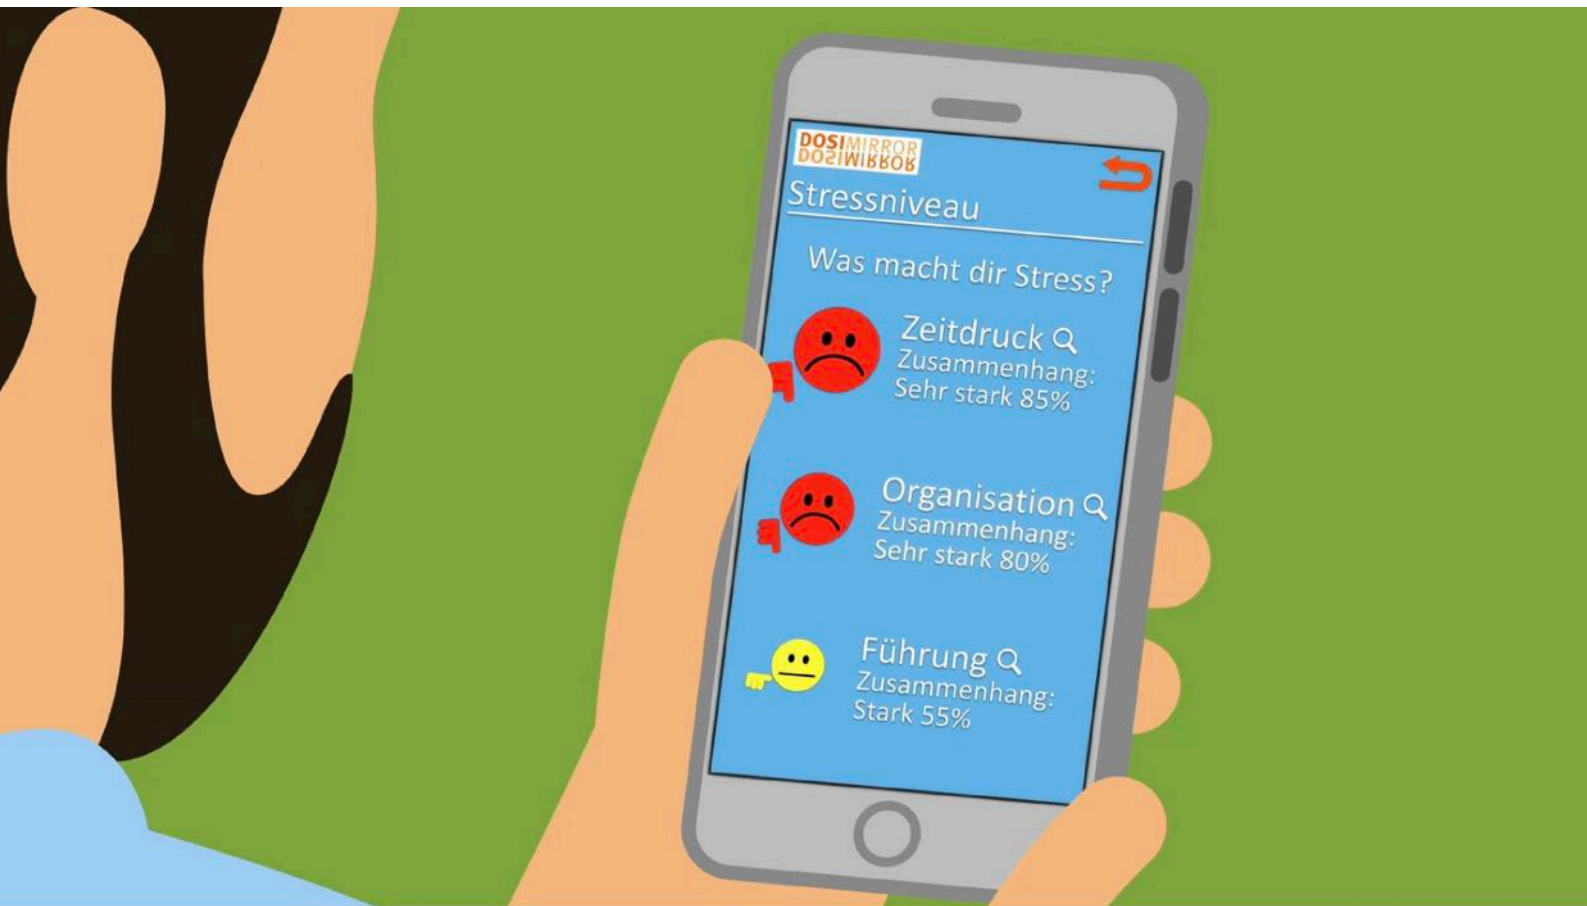 DOSIMIRROR
DOSIMIRROR
Stressniveau
Was macht dir Stress?
Zeitdruck
Zusammenhang:
Sehr stark 85%
Organisation
Zusammenhang:
Sehr stark 80%
Führung
Zusammenhang:
Stark 55%